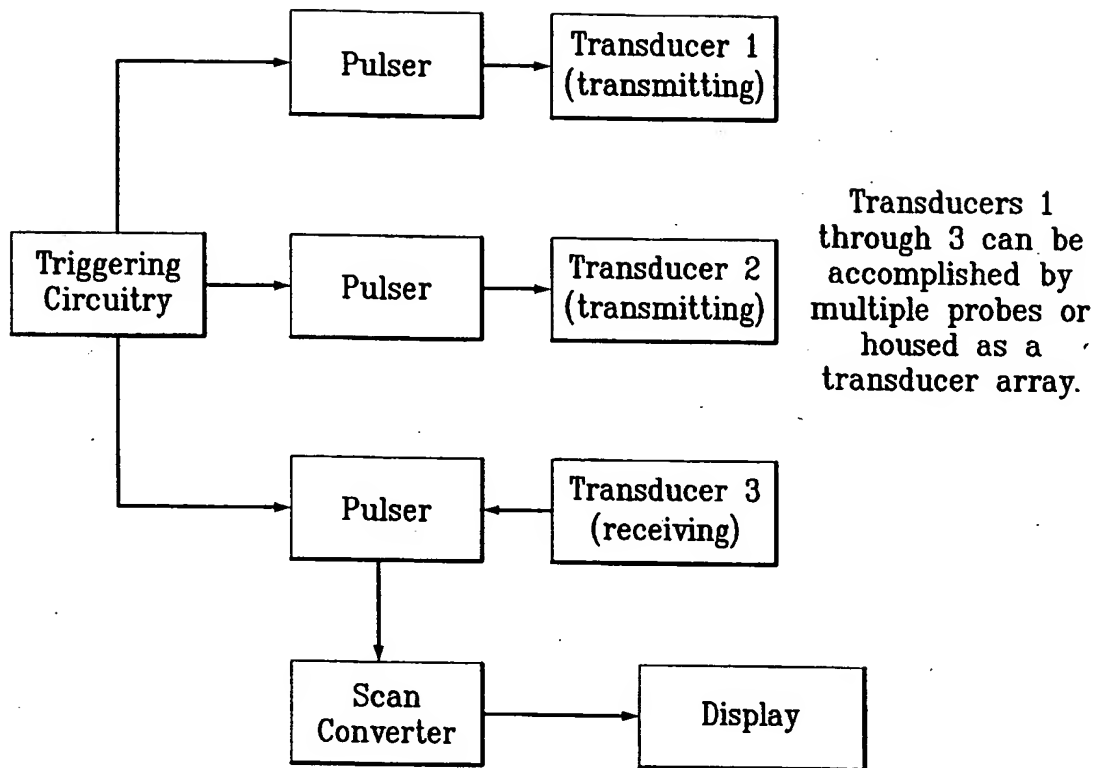 Pulser
Transducer 1
(transmitting)
Triggering
Circuitry
Pulser
Transducer 2
(transmitting)
Transducers 1
through 3 can be
accomplished by
multiple probes or
housed as a
transducer array.
Pulser
Transducer 3
(receiving)
Scan
Converter
Display